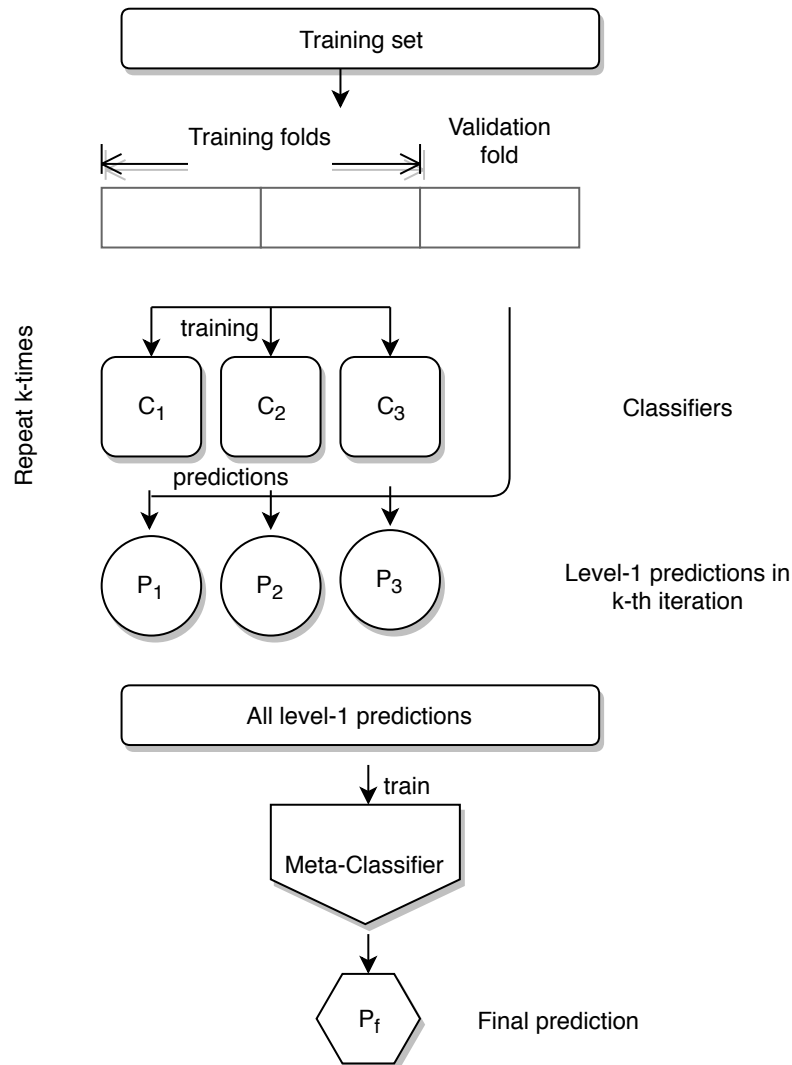 Training set
Training folds
Validation
fold
Repeat k-times
training
C1
C2
C3
Classifiers
predictions
P1
P2
P3
Level-1 predictions in
k-th iteration
All level-1 predictions
train
Meta-Classifier
Pf
Final prediction